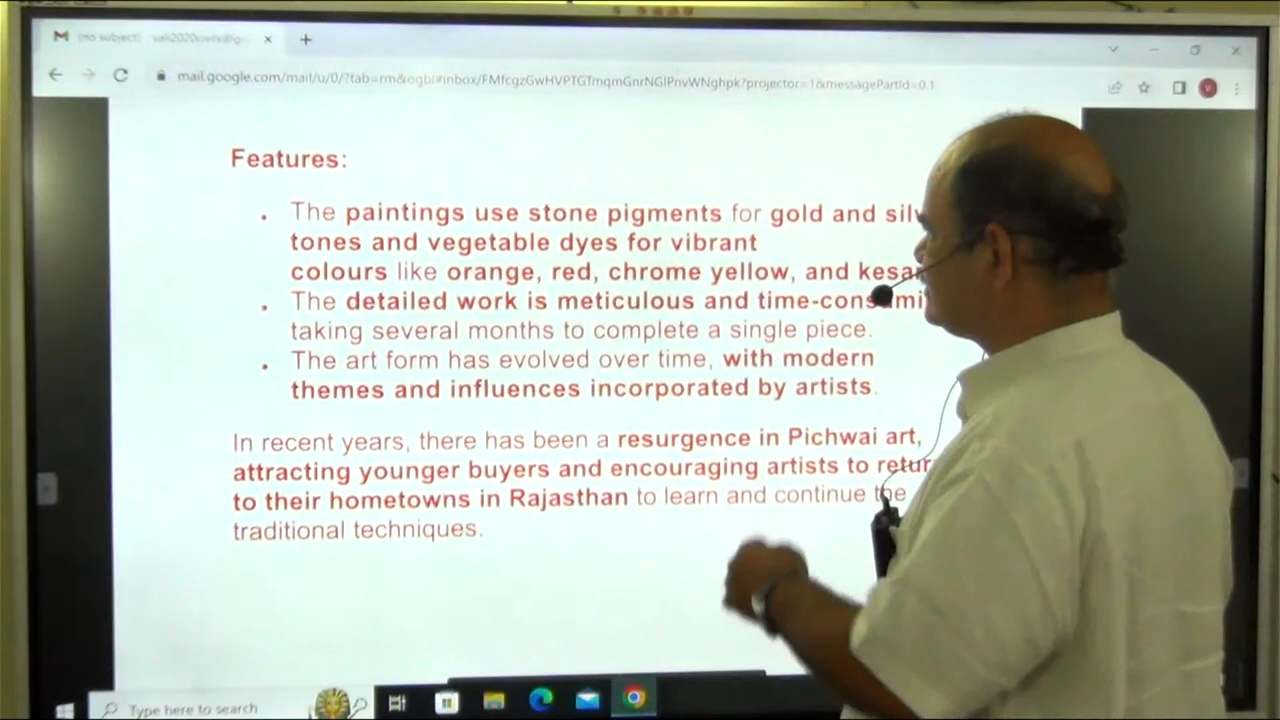 (no subject)
mail.google.com/mail/u/0/?tab=rm&ogbl#inbox/FMfcgzGwHVPTGTmqmGnrNGlPnvWNghpk?projector=1&messagePartId=0.1
Features:
The paintings use stone pigments for gold and silv
tones and vegetable dyes for vibrant
colours like orange, red, chrome yellow, and kesar
The detailed work is meticulous and time-consumi
taking several months to complete a single piece.
The art form has evolved over time, with modern
themes and influences incorporated by artists.
In recent years, there has been a resurgence in Pichwai art,
attracting younger buyers and encouraging artists to retur
to their hometowns in Rajasthan to learn and continue the
traditional techniques.
Type here to search